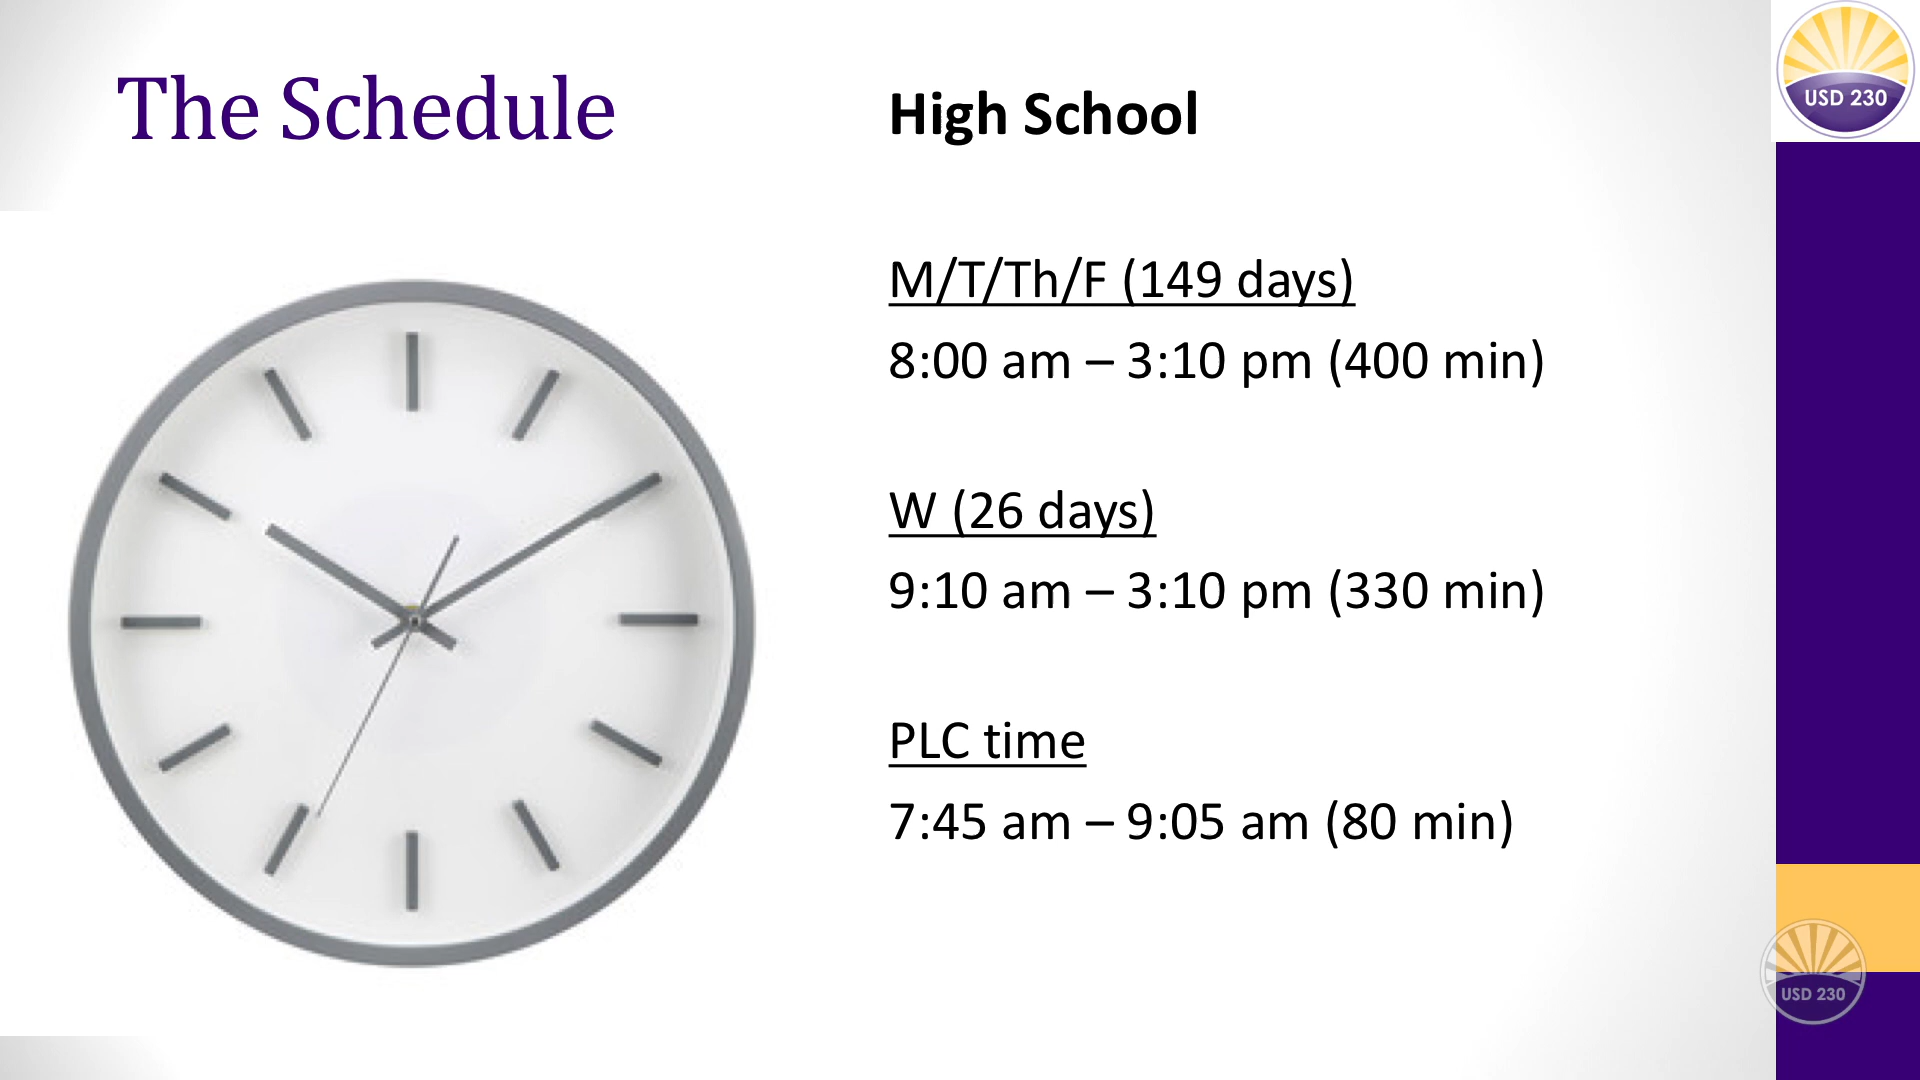 The Schedule
High School
M/T/Th/F (149 days)
8:00 am – 3:10 pm (400 min)
W (26 days)
9:10 am – 3:10 pm (330 min)
PLC time
7:45 am – 9:05 am (80 min)
USD 230
USD 230